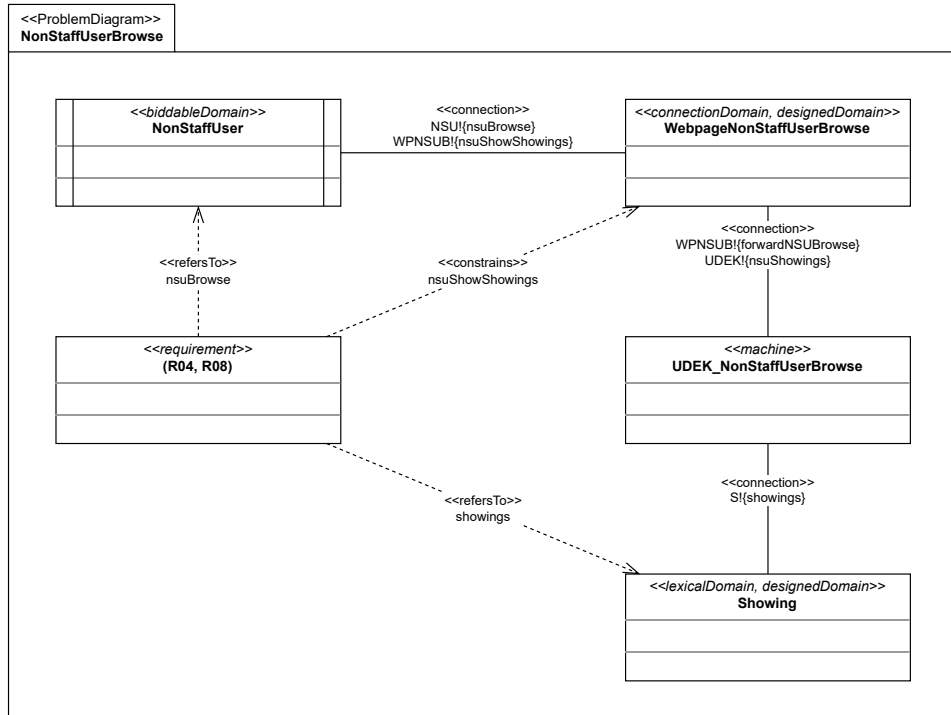 <<ProblemDiagram>>
NonStaffUserBrowse
<<biddableDomain>>
NonStaffUser
<<connection>>
NSU!{nsuBrowse}
WPNSUB!{nsuShowShowings}
<<connectionDomain, designedDomain>>
WebpageNonStaffUserBrowse
<<refersTo>>
nsuBrowse
<<constrains>>
nsuShowShowings
<<connection>>
WPNSUB!{forwardNSUBrowse}
UDEK!{nsuShowings}
<<requirement>>
(R04, R08)
<<machine>>
UDEK_NonStaffUserBrowse
<<refersTo>>
showings
<<connection>>
S!{showings}
<<lexicalDomain, designedDomain>>
Showing